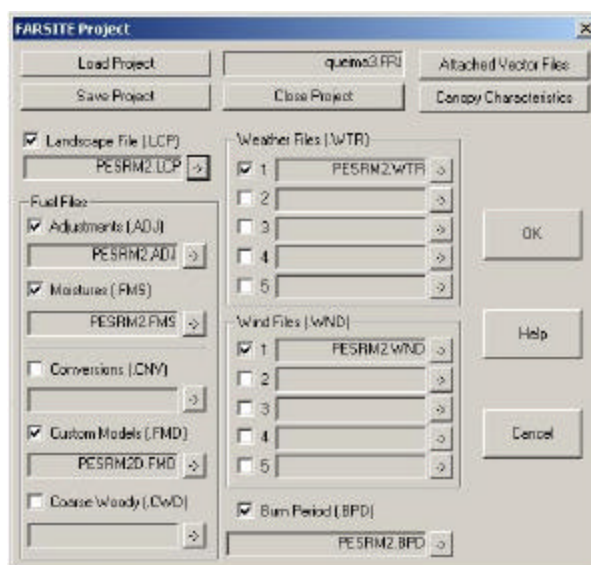 FARSITE Project
Load Project
queima3.FPJ
Attached Vector Files
Save Project
Close Project
Canopy Characteristics
Landscape File (.LCP)
PESRM2.LCP ->
Fuel Files
Adjustments (.ADJ)
PESRM2.ADJ ->
Moistures (.FMS)
PESRM2.FMS ->
Conversions (.CNV)
->
Custom Models (.FMD)
PESRM2D.FMD ->
Coarse Woody (.CWD)
->
Weather Files (.WTR)
1 PESRM2.WTR ->
2 ->
3 ->
4 ->
5 ->
Wind Files (.WND)
1 PESRM2.WND ->
2 ->
3 ->
4 ->
5 ->
Burn Period (.BPD)
PESRM2.BPD ->
OK
Help
Cancel